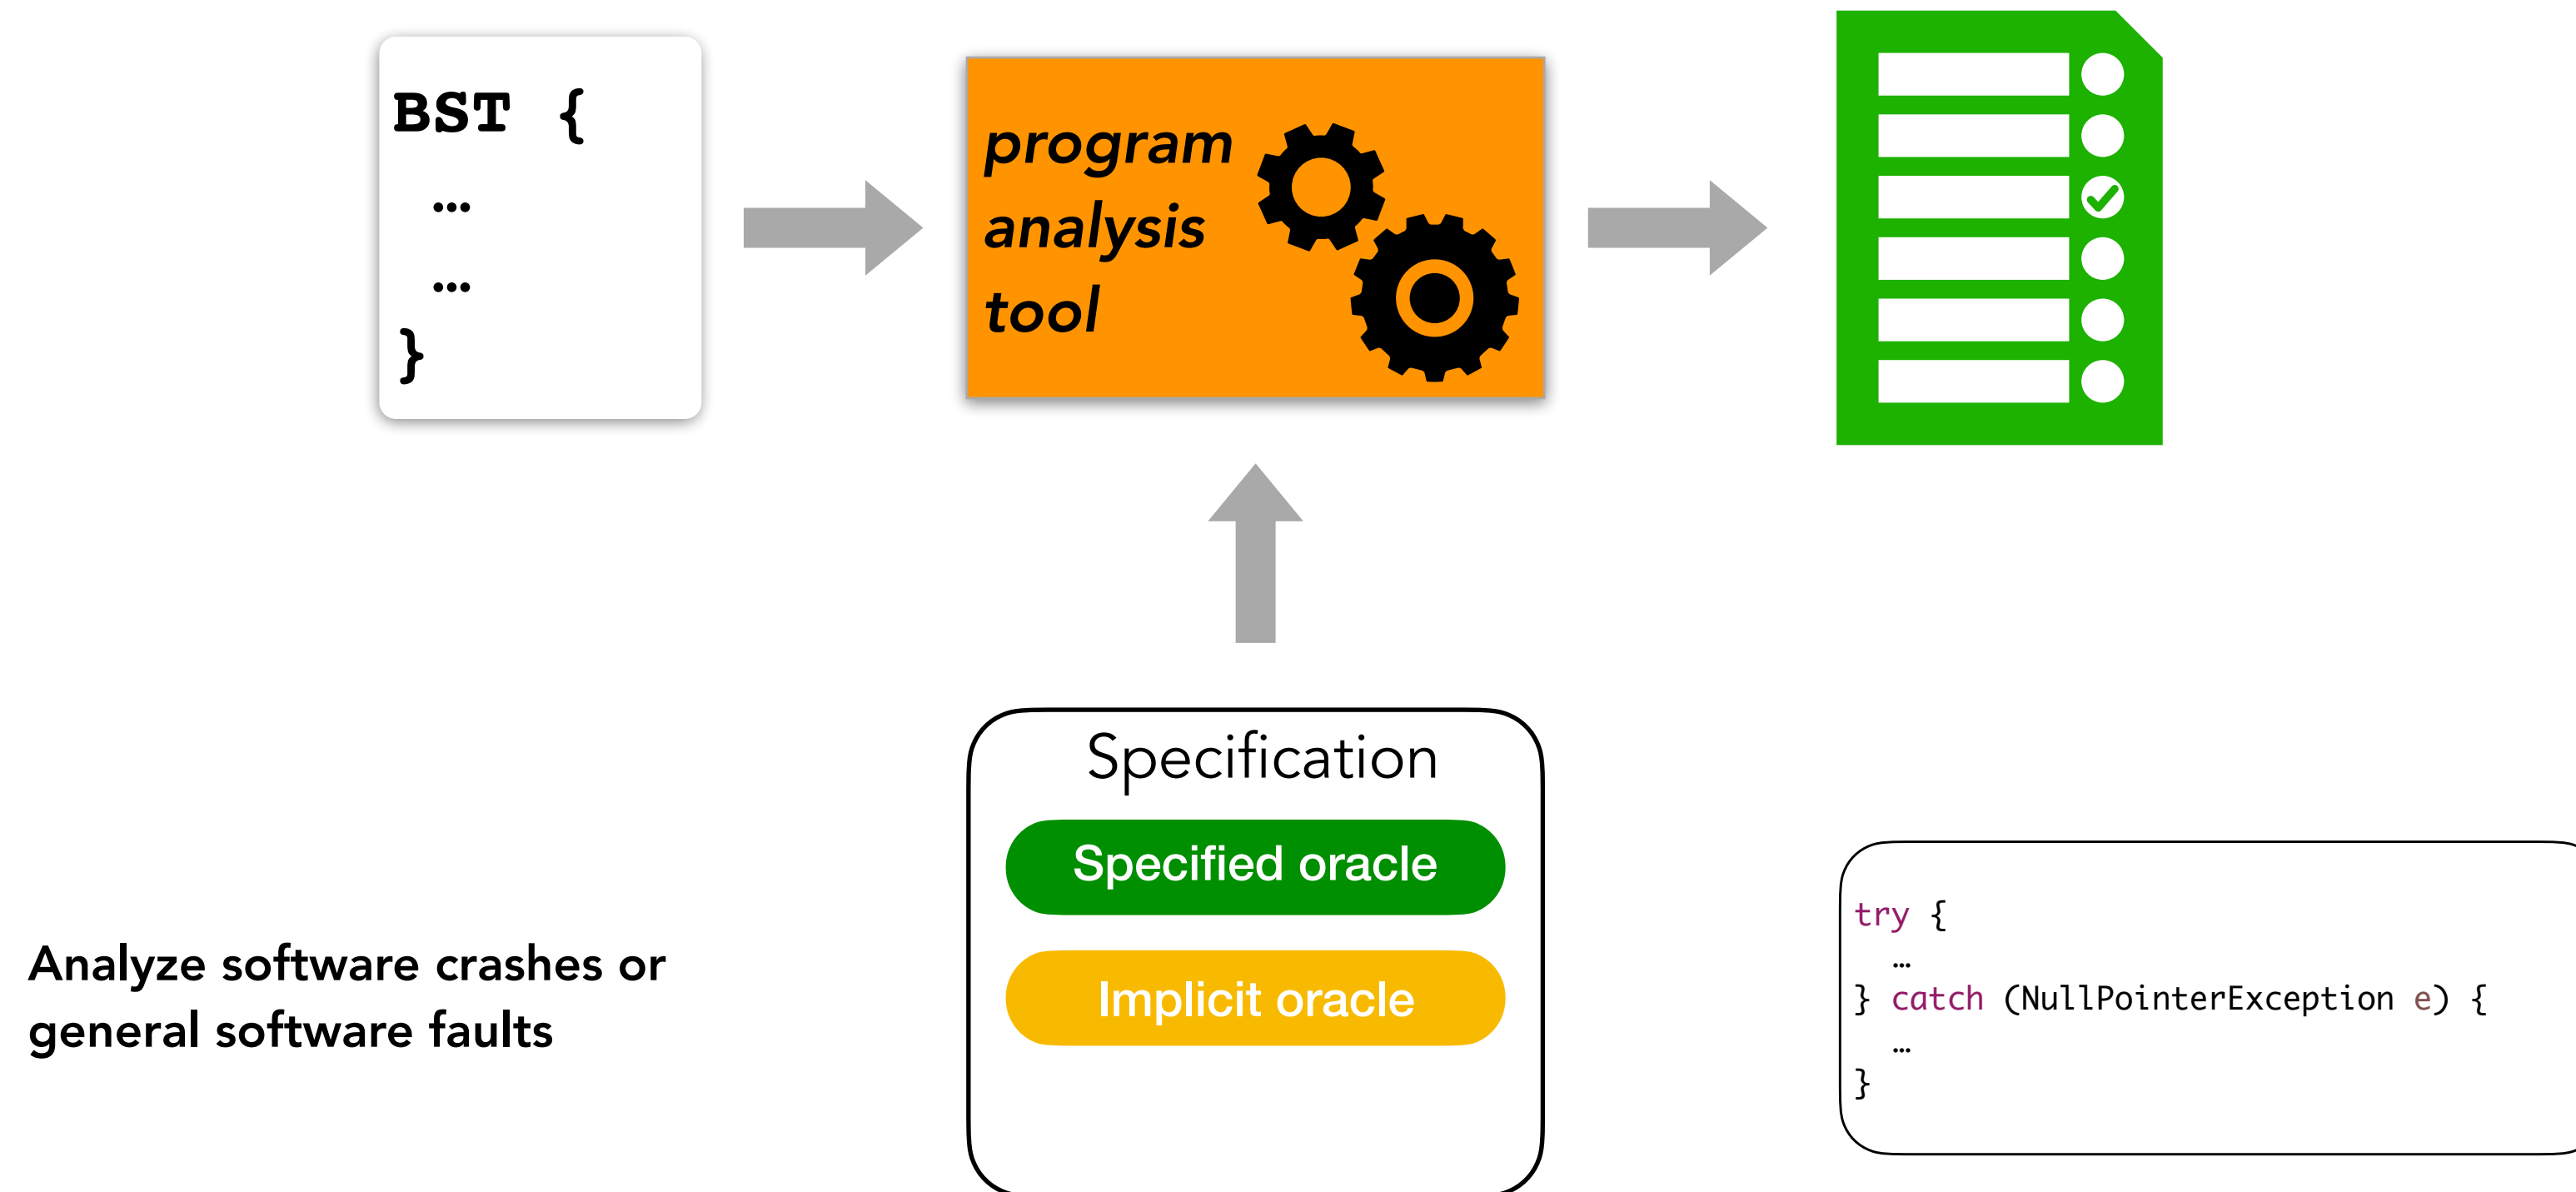 BST {
…
…
}
program
analysis
tool
Specification
Specified oracle
Implicit oracle
Analyze software crashes or
general software faults
try {
…
} catch (NullPointerException e) {
…
}